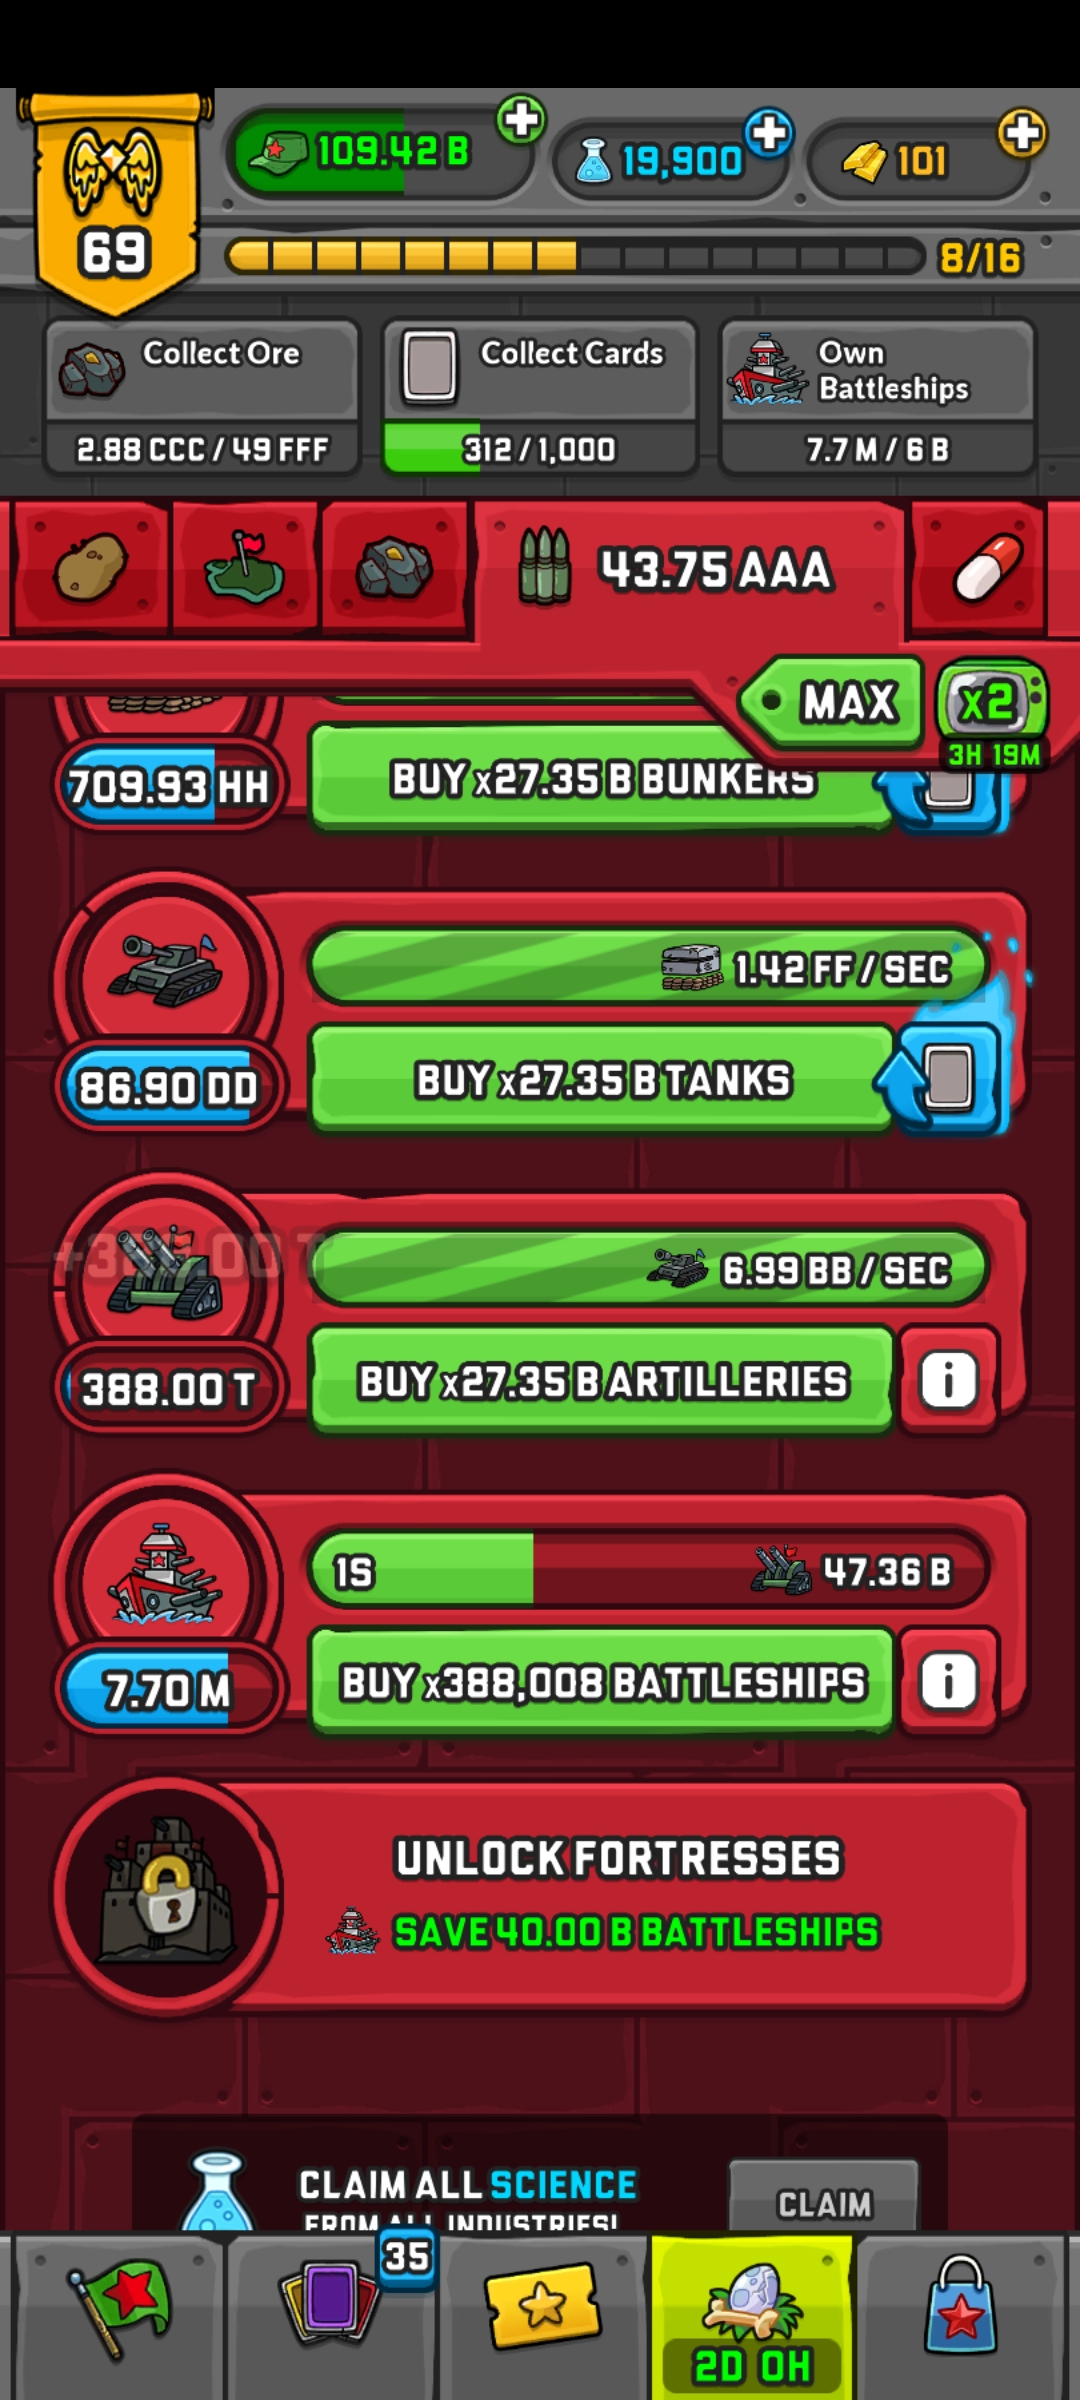 109.42 B
19,900
101
69
8/16
Collect Ore
2.88 CCC / 49 FFF
Collect Cards
312 / 1,000
Own
Battleships
7.7 M / 6 B
43.75 AAA
MAX
x2
3H 19M
709.93 HH
BUY x27.35 B BUNKERS
1.42 FF / SEC
86.90 DD
BUY x27.35 B TANKS
6.99 BB / SEC
388.00 T
BUY x27.35 B ARTILLERIES
i
1S
47.36 B
7.70 M
BUY x388,008 BATTLESHIPS
i
UNLOCK FORTRESSES
SAVE 40.00 B BATTLESHIPS
CLAIM ALL SCIENCE
FROM ALL INDUSTRIES!
CLAIM
35
2D 0H